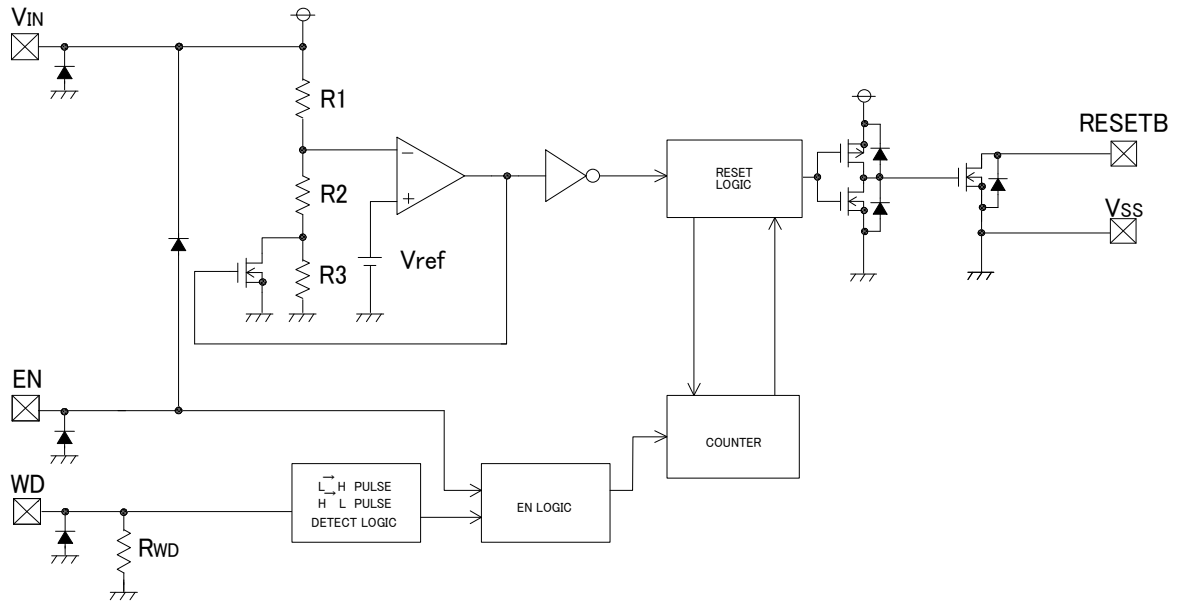 VIN
R1
R2
R3
Vref
RESET
LOGIC
RESETB
VSS
EN
COUNTER
WD
L → H PULSE
H → L PULSE
DETECT LOGIC
EN LOGIC
RWD